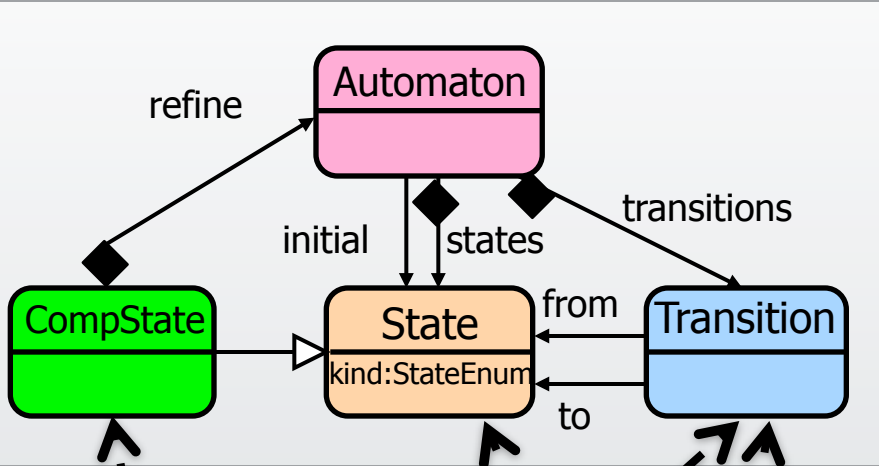 Automaton
refine
transitions
initial
states
from
CompState
State
Transition
kind:StateEnum
to